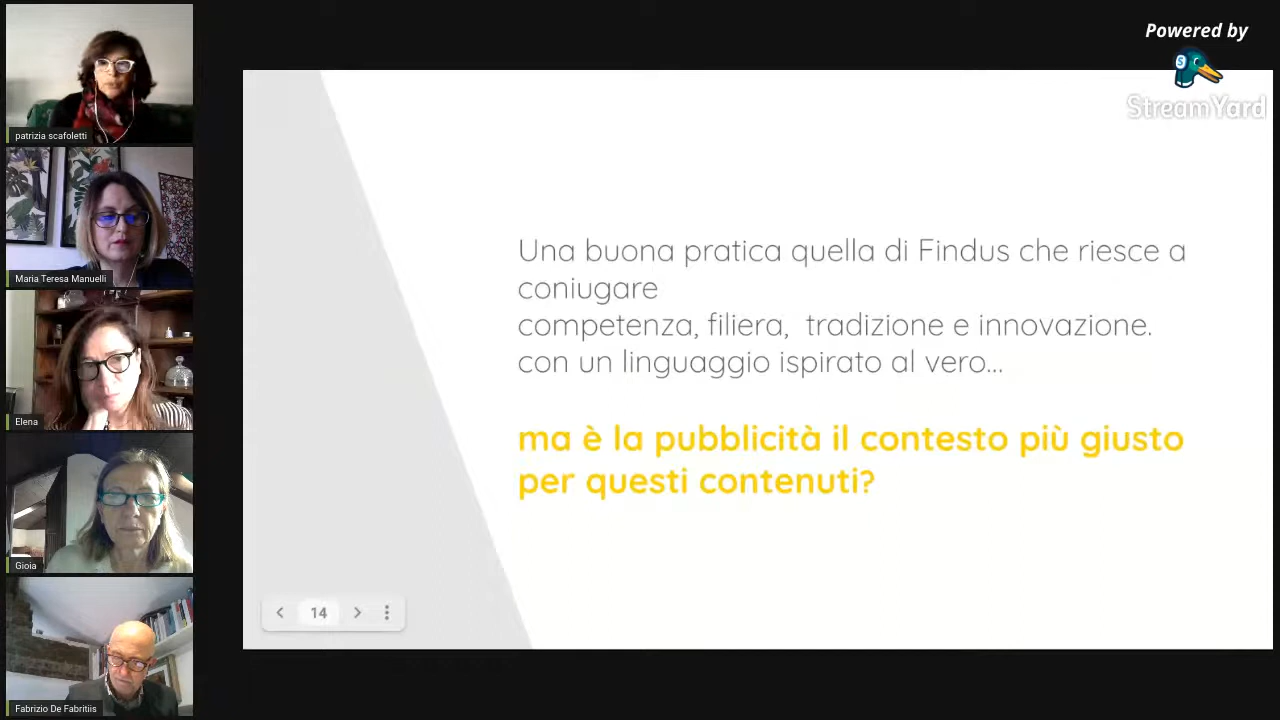 Powered by
StreamYard
patrizia scafoletti
Maria Teresa Manuelli
Elena
Gioia
Fabrizio De Fabritiis
Una buona pratica quella di Findus che riesce a
coniugare
competenza, filiera, tradizione e innovazione.
con un linguaggio ispirato al vero...
ma è la pubblicità il contesto più giusto
per questi contenuti?
14